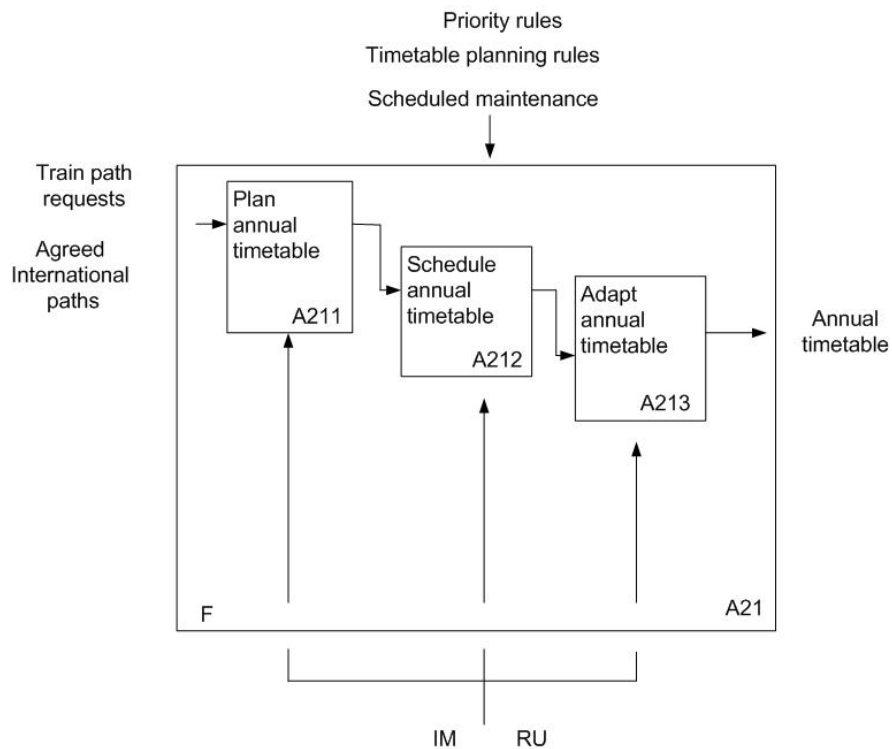 Priority rules
Timetable planning rules
Scheduled maintenance
Train path
requests
Agreed
International
paths
Plan
annual
timetable
A211
Schedule
annual
timetable
A212
Adapt
annual
timetable
A213
Annual
timetable
F
A21
IM
RU